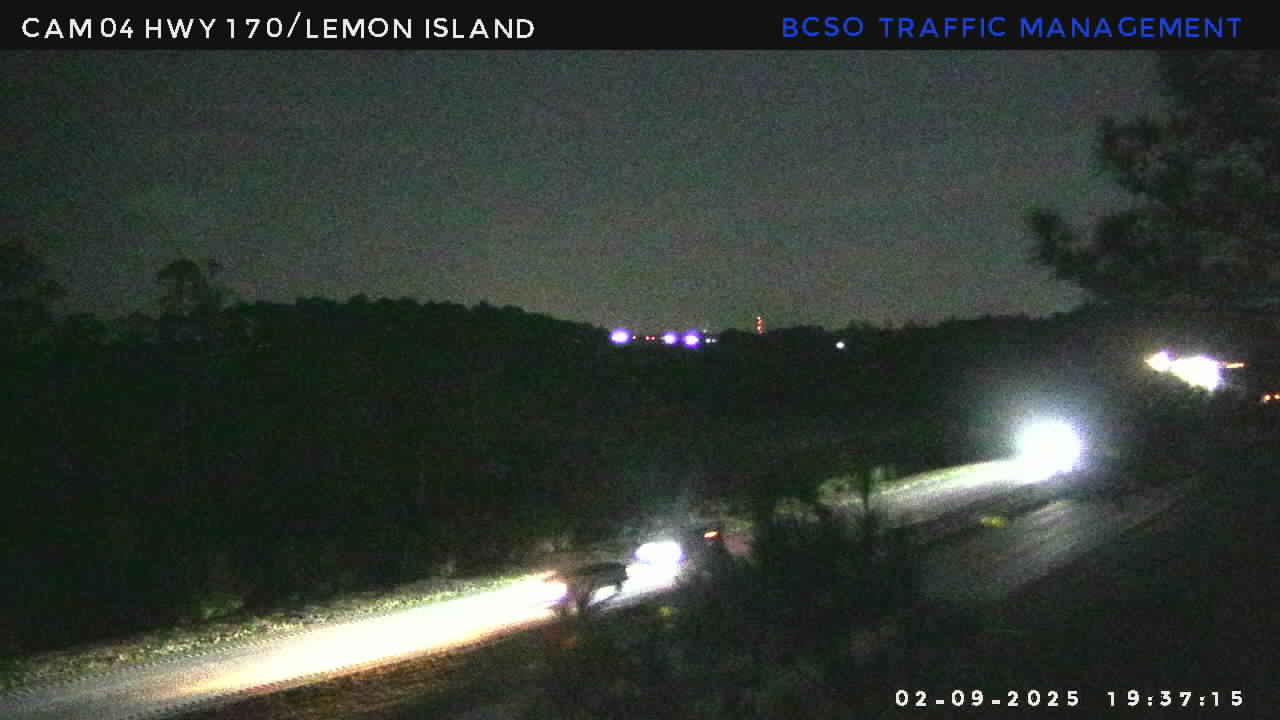 CAM04 HWY 170/LEMON ISLAND
BCSO TRAFFIC MANAGEMENT
02-09-2025 19:37:15